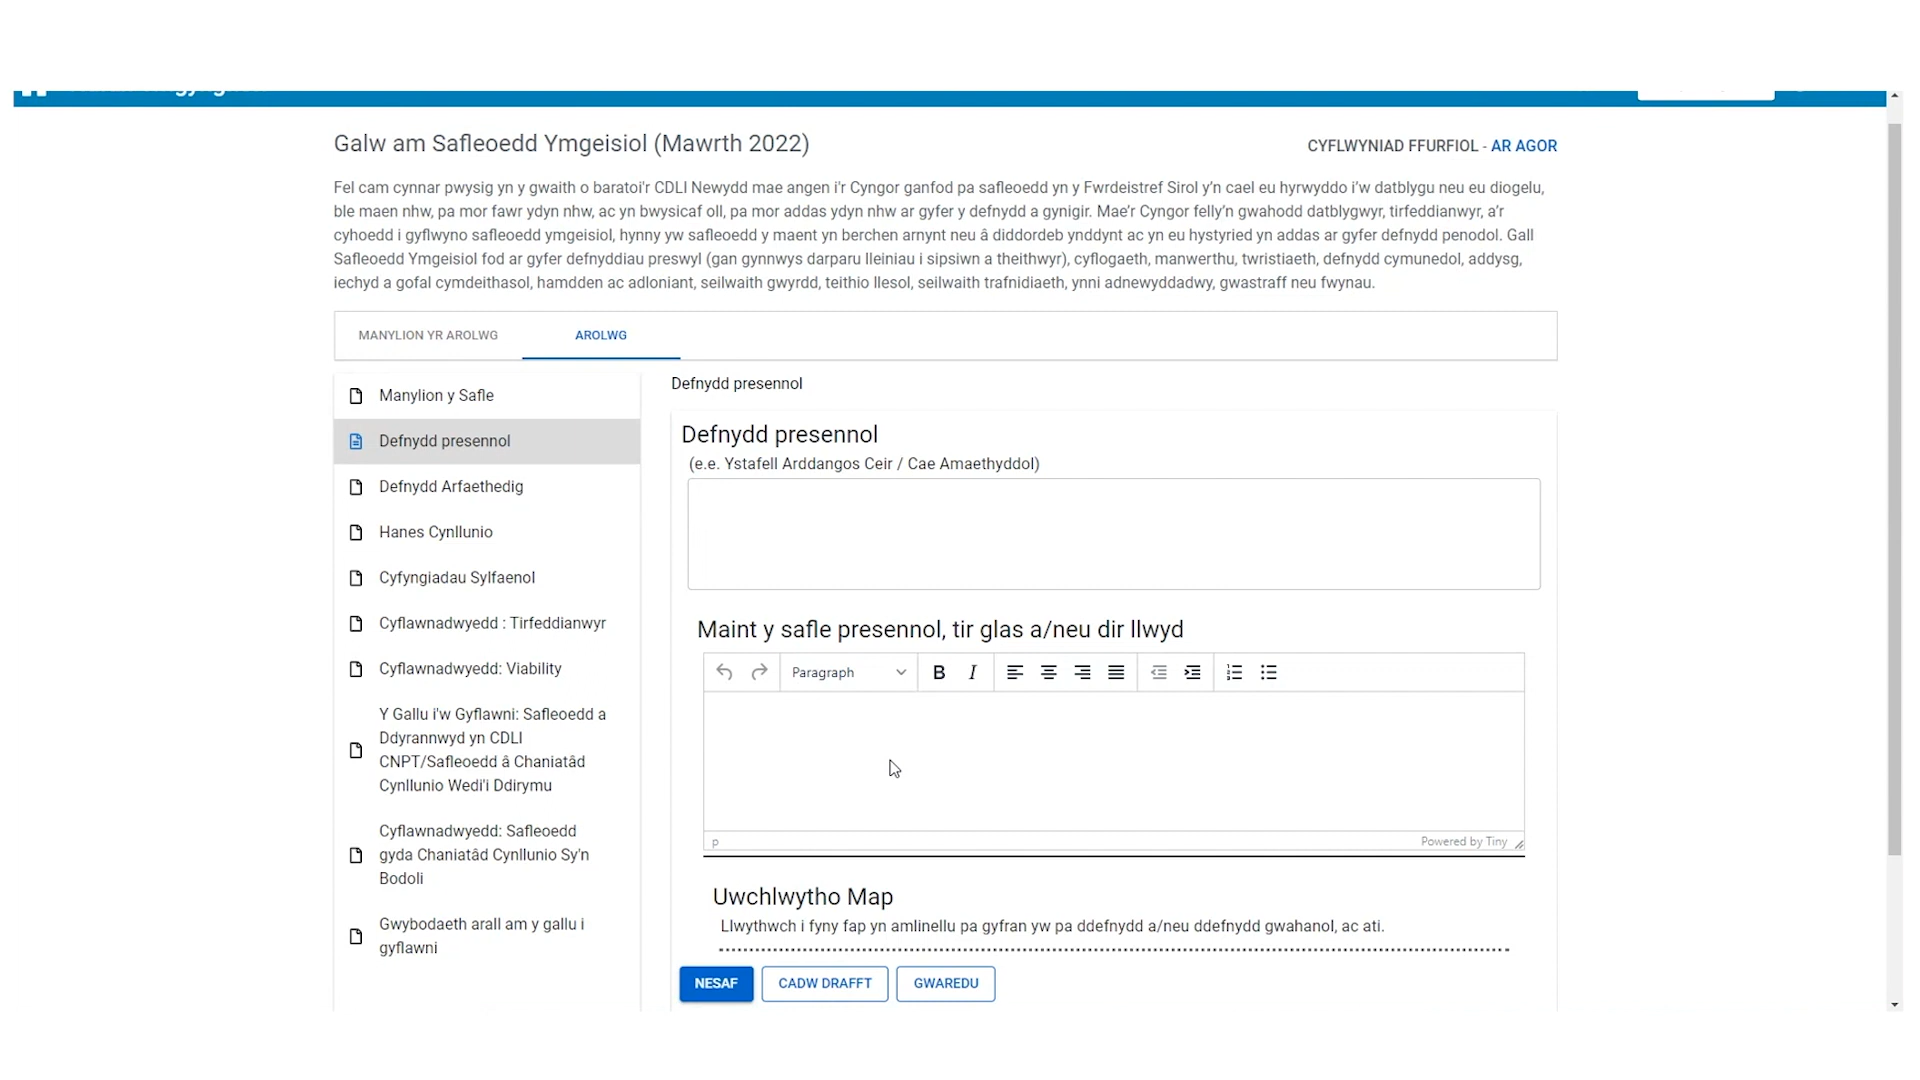 Galw am Safleoedd Ymgeisiol (Mawrth 2022)
CYFLWYNIAD FFURFIOL - AR AGOR
Fel cam cynnar pwysig yn y gwaith o baratoi'r CDLI Newydd mae angen i'r Cyngor ganfod pa safleoedd yn y Fwrdeistref Sirol y’n cael eu hyrwyddo i’w datblygu neu eu diogelu,
ble maen nhw, pa mor fawr ydyn nhw, ac yn bwysicaf oll, pa mor addas ydyn nhw ar gyfer y defnydd a gynigir. Mae’r Cyngor felly’n gwahodd datblygwyr, tirfeddianwyr, a’r
cyhoedd i gyflwyno safleoedd ymgeisiol, hynny yw safleoedd y maent yn berchen arnynt neu â diddordeb ynddynt ac yn eu hystyried yn addas ar gyfer defnydd penodol. Gall
Safleoedd Ymgeisiol fod ar gyfer defnyddiau preswyl (gan gynnwys darparu lleiniau i sipsiwn a theithwyr), cyflogaeth, manwerthu, twristiaeth, defnydd cymunedol, addysg,
iechyd a gofal cymdeithasol, hamdden ac adloniant, seilwaith gwyrdd, teithio llesol, seilwaith trafnidiaeth, ynni adnewyddadwy, gwastraff neu fwynau.
MANYLION YR AROLWG
AROLWG
Manylion y Safle
Defnydd presennol
Defnydd Arfaethedig
Hanes Cynllunio
Cyfyngiadau Sylfaenol
Cyflawnadwyedd : Tirfeddianwyr
Cyflawnadwyedd: Viability
Y Gallu i'w Gyflawni: Safleoedd a
Ddyrannwyd yn CDLI
CNPT/Safleoedd â Chaniatâd
Cynllunio Wedi'i Ddirymu
Cyflawnadwyedd: Safleoedd
gyda Chaniatâd Cynllunio Sy'n
Bodoli
Gwybodaeth arall am y gallu i
gyflawni
Defnydd presennol
Defnydd presennol
(e.e. Ystafell Arddangos Ceir / Cae Amaethyddol)
Maint y safle presennol, tir glas a/neu dir llwyd
Paragraph
B I
p
Powered by Tiny
Uwchlwytho Map
Llwythwch i fyny fap yn amlinellu pa gyfran yw pa ddefnydd a/neu ddefnydd gwahanol, ac ati.
NESAF
CADW DRAFFT
GWAREDU